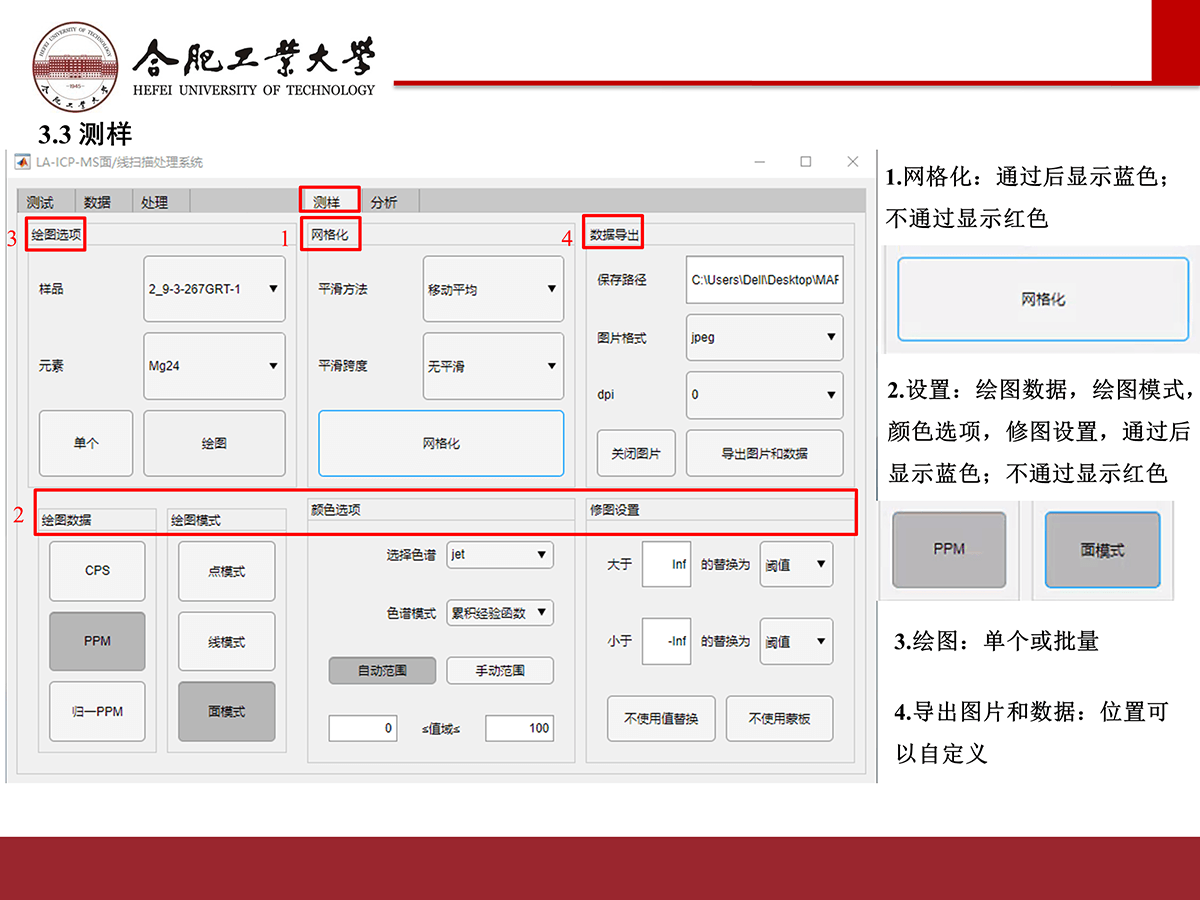 HEFEI UNIVERSITY OF TECHNOLOGY
1945
合肥工业大学
合肥工業大學
HEFEI UNIVERSITY OF TECHNOLOGY
3.3 测样
LA-ICP-MS面/线扫描处理系统
测试 数据 处理 测样 分析
3 绘图选项
样品 2_9-3-267GRT-1
元素 Mg24
单个 绘图
1 网格化
平滑方法 移动平均
平滑跨度 无平滑
网格化
4 数据导出
保存路径 C:\Users\Dell\Desktop\MAF
图片格式 jpeg
dpi 0
关闭图片 导出图片和数据
2 绘图数据 绘图模式 颜色选项 修图设置
CPS
PPM
归一PPM
点模式
线模式
面模式
选择色谱 jet
色谱模式 累积经验函数
自动范围 手动范围
0 ≤值域≤ 100
大于 Inf 的替换为 阈值
小于 -Inf 的替换为 阈值
不使用值替换 不使用蒙板
1.网格化：通过后显示蓝色；
不通过显示红色
网格化
2.设置：绘图数据，绘图模式，
颜色选项，修图设置，通过后
显示蓝色；不通过显示红色
PPM 面模式
3.绘图：单个或批量
4.导出图片和数据：位置可
以自定义